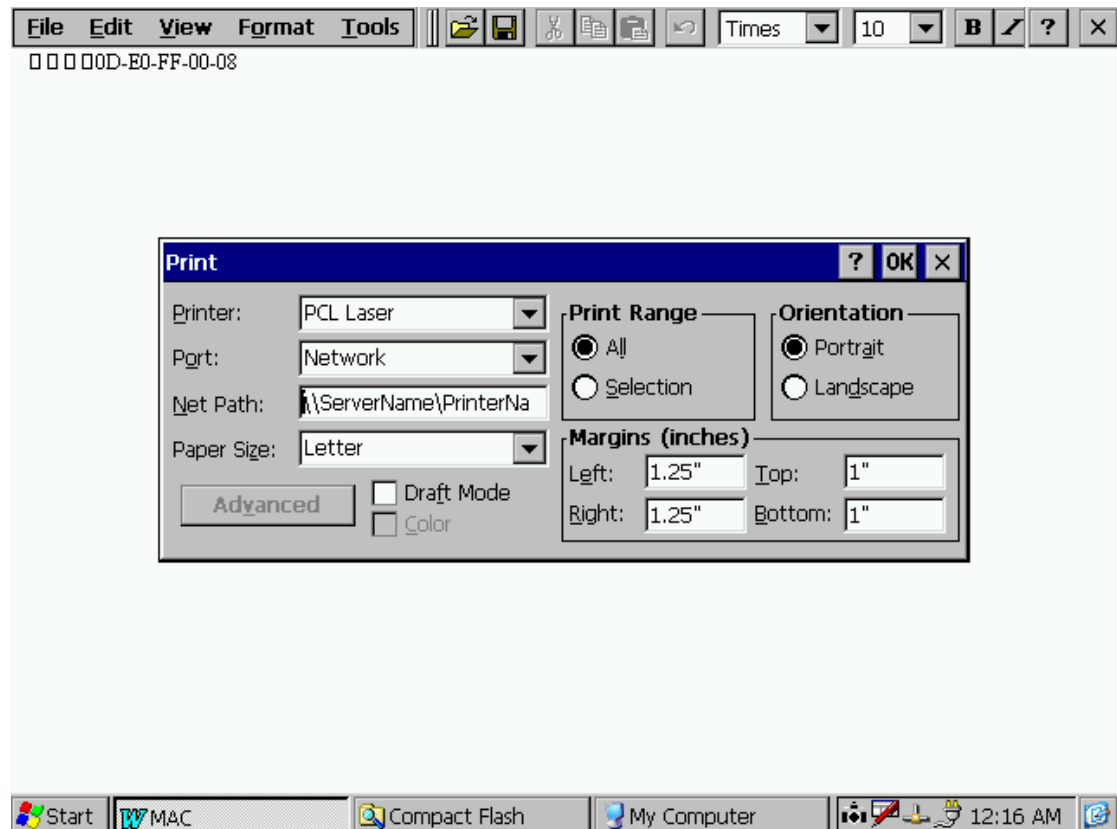 File Edit View Format Tools Times 10 B I ? ×
□ □ □ □0D-E0-FF-00-08
Print ? OK ×
Printer: PCL Laser
Port: Network
Net Path: \\ServerName\PrinterNa
Paper Size: Letter
Advanced
Draft Mode
Color
Print Range
All
Selection
Orientation
Portrait
Landscape
Margins (inches)
Left: 1.25" Top: 1"
Right: 1.25" Bottom: 1"
Start W MAC Compact Flash My Computer 12:16 AM